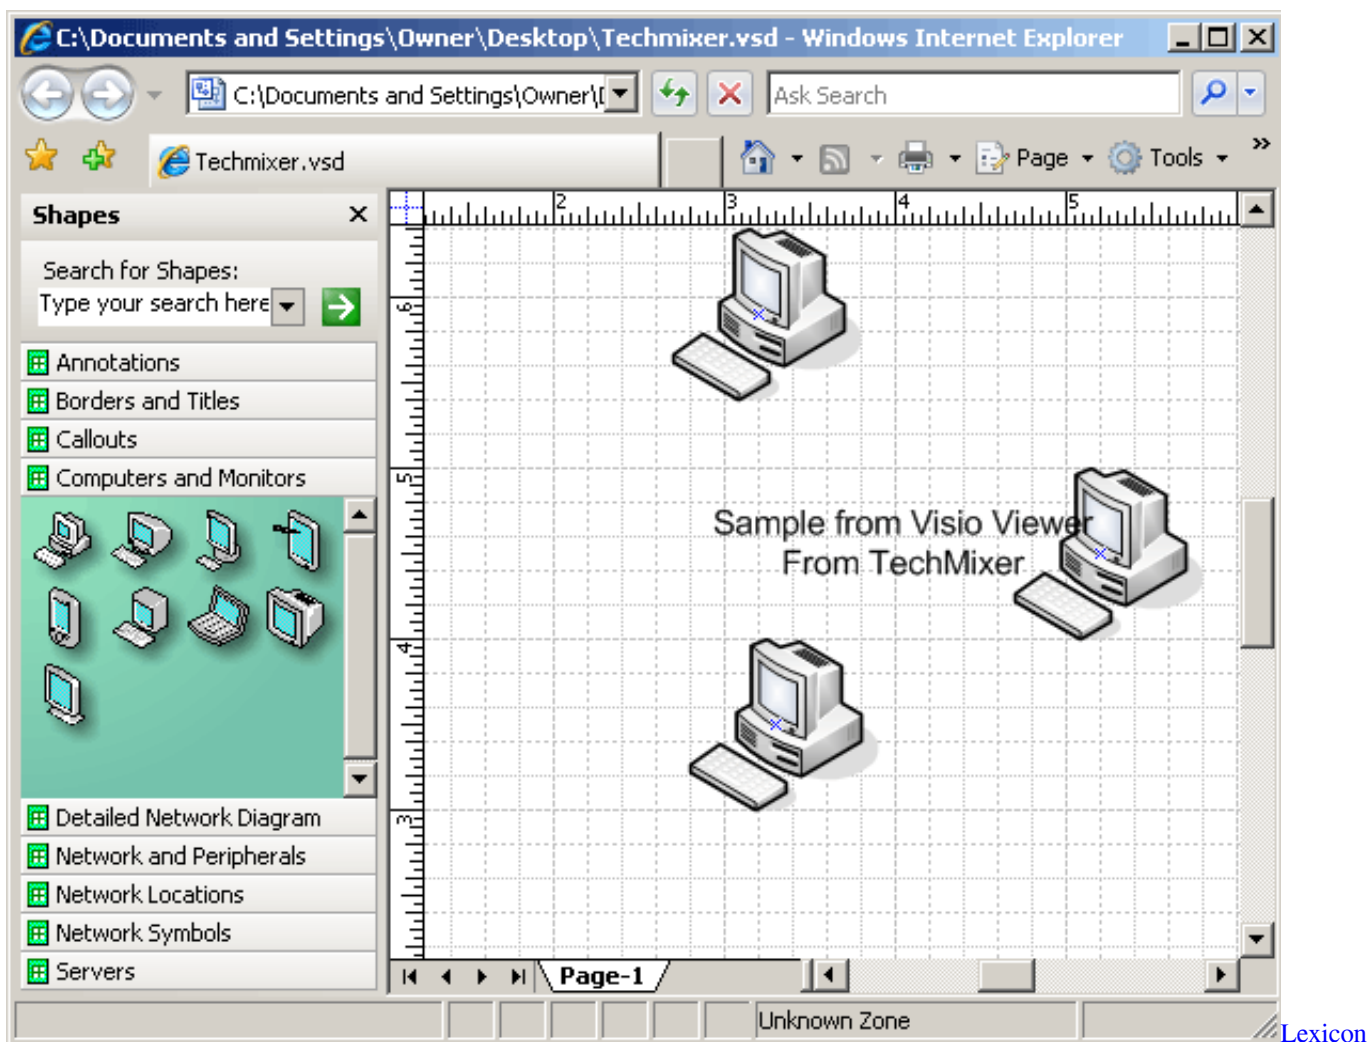 C:\Documents and Settings\Owner\Desktop\Techmixer.vsd - Windows Internet Explorer
C:\Documents and Settings\Owner\
Ask Search
Techmixer.vsd
Page
Tools
»
Shapes
Search for Shapes:
Type your search here
Annotations
Borders and Titles
Callouts
Computers and Monitors
Detailed Network Diagram
Network and Peripherals
Network Locations
Network Symbols
Servers
2 3 4 5
6
5
4
3
Sample from Visio Viewer
From TechMixer
Page-1
Unknown Zone
Lexicon